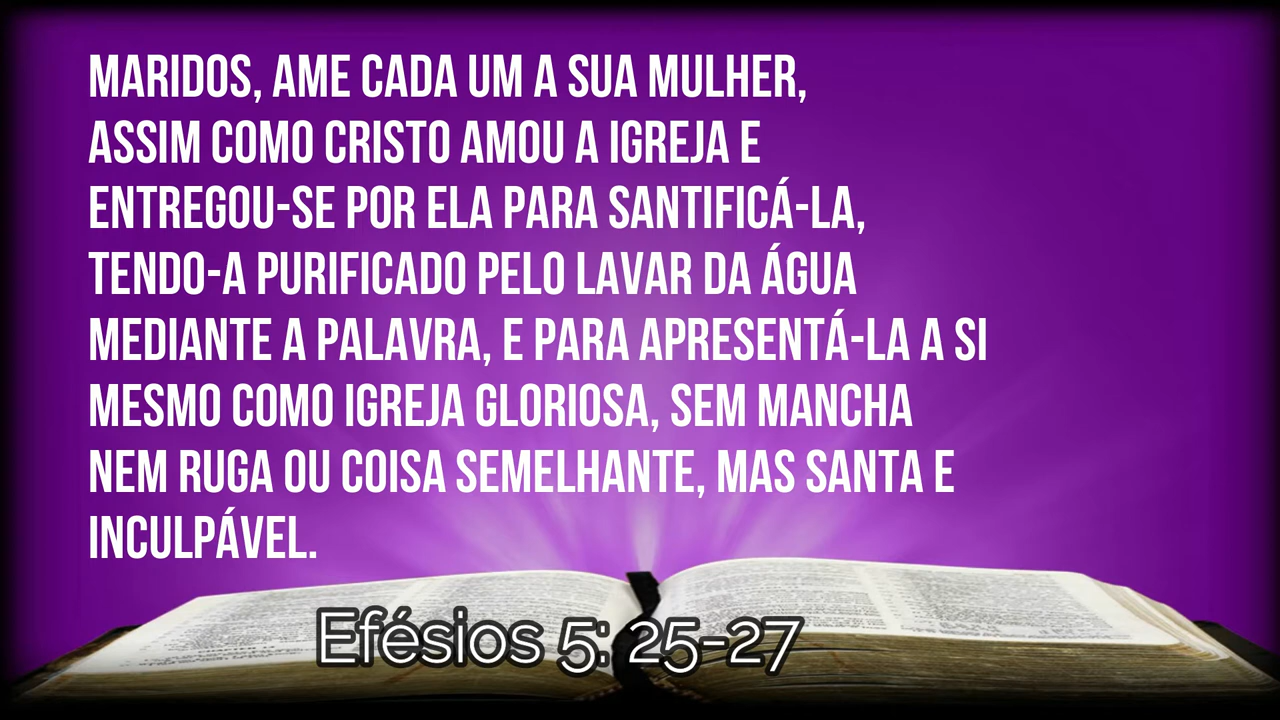 MARIDOS, AME CADA UM A SUA MULHER,
ASSIM COMO CRISTO AMOU A IGREJA E
ENTREGOU-SE POR ELA PARA SANTIFICÁ-LA,
TENDO-A PURIFICADO PELO LAVAR DA ÁGUA
MEDIANTE A PALAVRA, E PARA APRESENTÁ-LA A SI
MESMO COMO IGREJA GLORIOSA, SEM MANCHA
NEM RUGA OU COISA SEMELHANTE, MAS SANTA E
INCULPÁVEL.
Efésios 5: 25-27